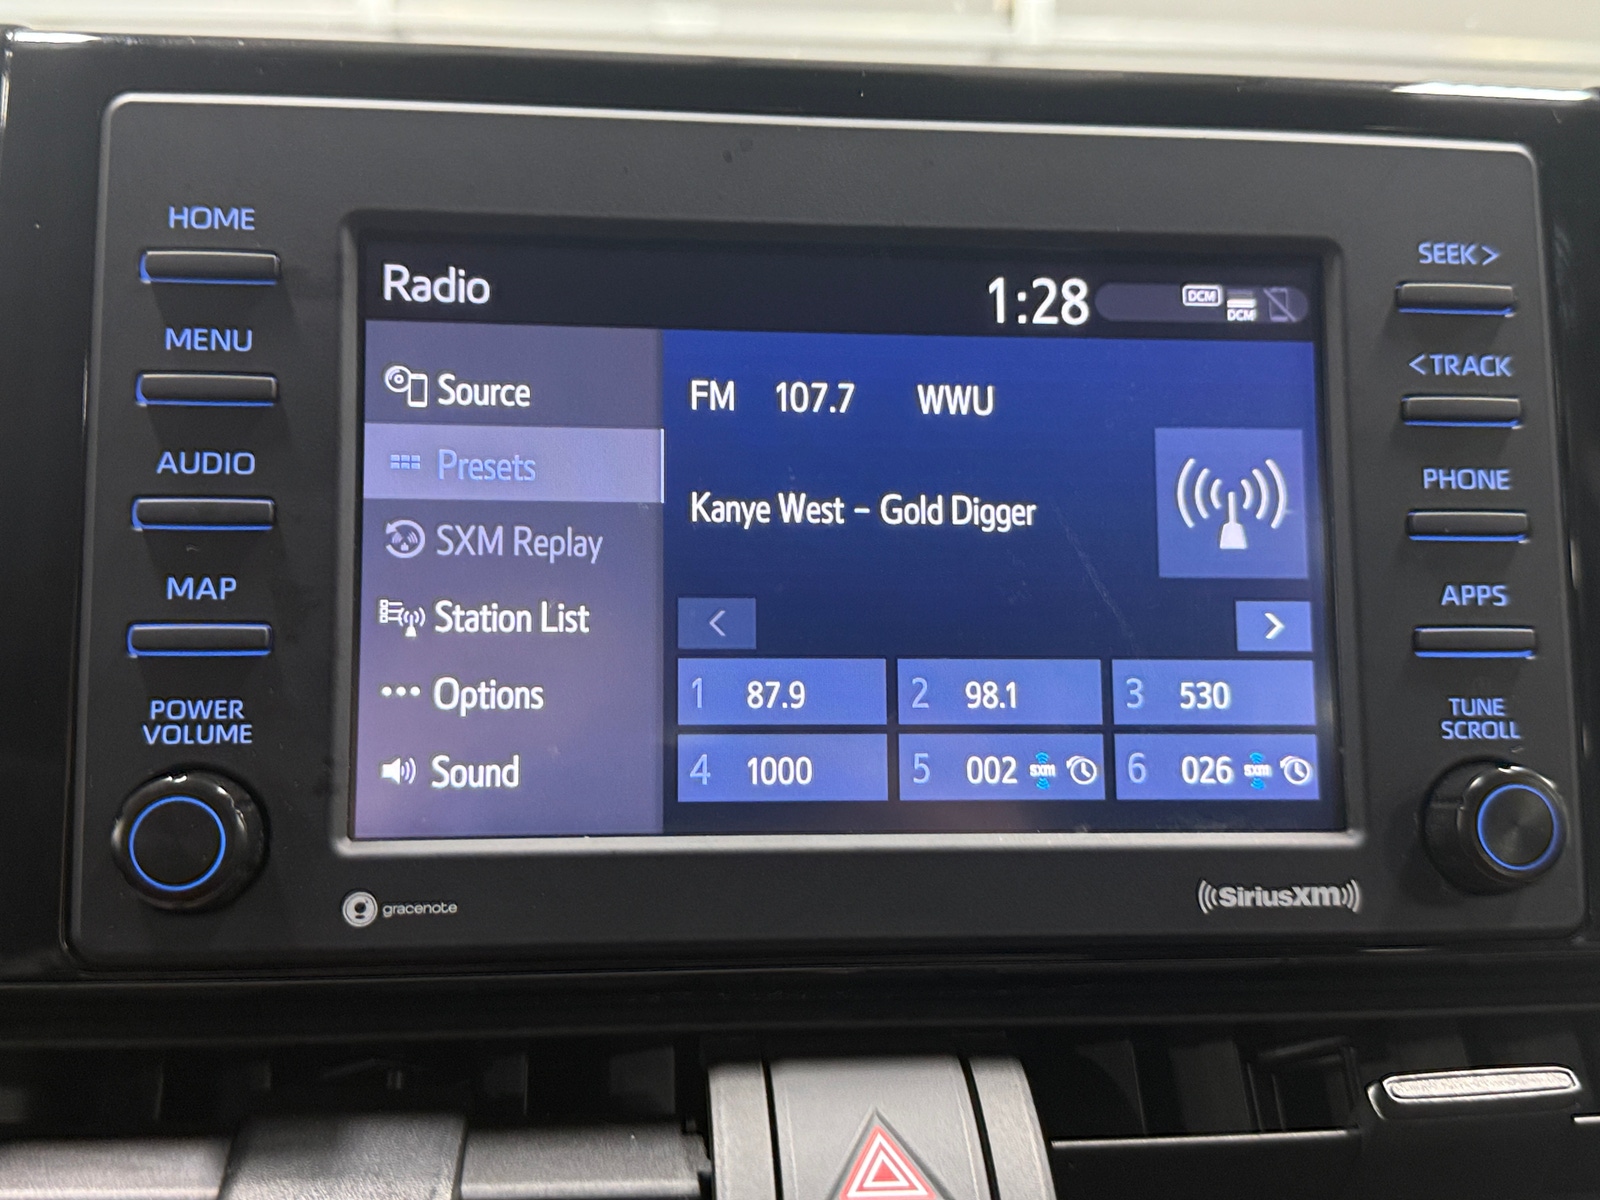 HOME
MENU
AUDIO
MAP
POWER
VOLUME
Radio
1:28
DCM
DCM
Source
Presets
SXM Replay
Station List
Options
Sound
FM 107.7 WWU
Kanye West – Gold Digger
< >
1 87.9
2 98.1
3 530
4 1000
5 002 sxm
6 026 sxm
SEEK >
< TRACK
PHONE
APPS
TUNE
SCROLL
gracenote
((SiriusXM))